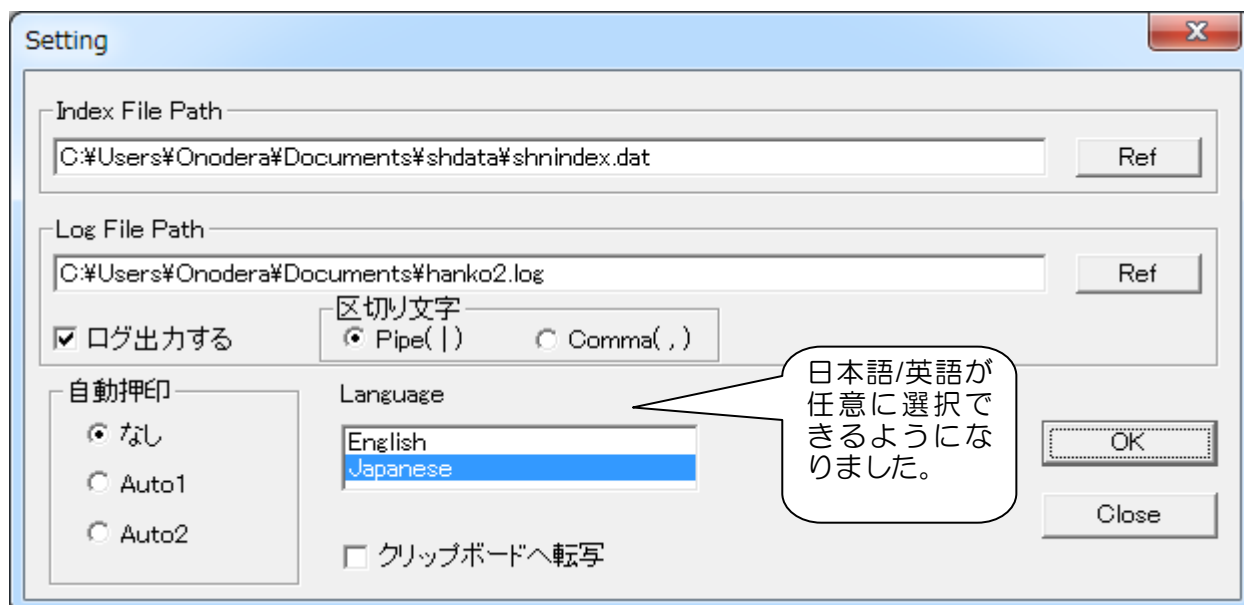 Setting
Index File Path
C:¥Users¥Onodera¥Documents¥shdata¥shnindex.dat
Ref
Log File Path
C:¥Users¥Onodera¥Documents¥hanko2.log
Ref
ログ出力する
区切り文字
Pipe( | )
Comma( , )
自動押印
なし
Auto1
Auto2
Language
English
Japanese
クリップボードへ転写
日本語/英語が
任意に選択で
きるようにな
りました。
OK
Close